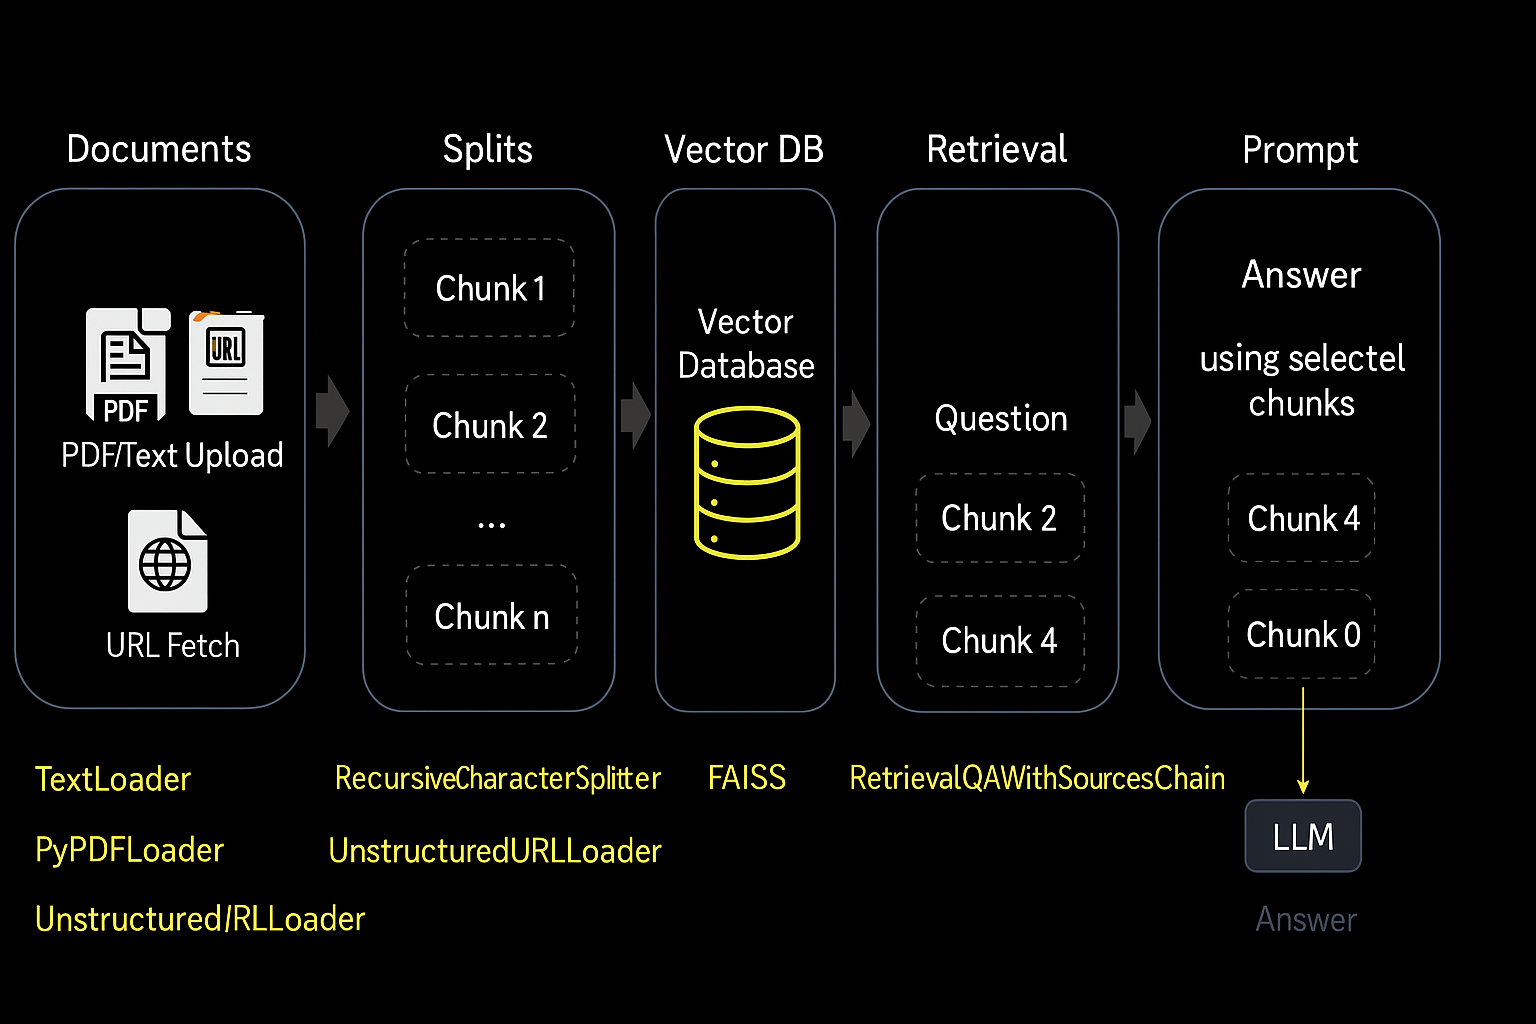 Documents
Splits
Vector DB
Retrieval
Prompt
PDF
URL
PDF/Text Upload
URL Fetch
Chunk 1
Chunk 2
...
Chunk n
Vector
Database
Question
Chunk 2
Chunk 4
Answer
using selectel
chunks
Chunk 4
Chunk 0
TextLoader
PyPDFLoader
Unstructured/RLLoader
RecursiveCharacterSplitter
UnstructuredURLLoader
FAISS
RetrievalQAWithSourcesChain
LLM
Answer